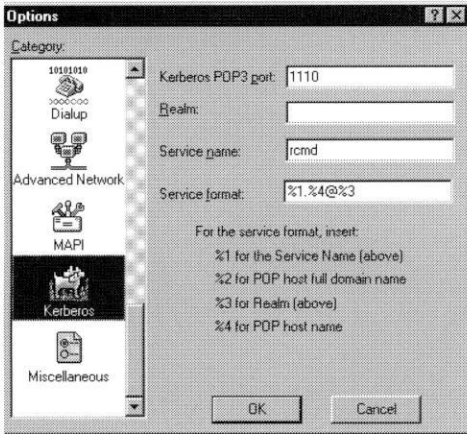 Options
Category:
10101010
Dialup
Advanced Network
MAPI
Kerberos
Miscellaneous
Kerberos POP3 port: 1110
Realm:
Service name: rcmd
Service format: %1.%4@%3
For the service format, insert:
%1 for the Service Name (above)
%2 for POP host full domain name
%3 for Realm (above)
%4 for POP host name
OK Cancel